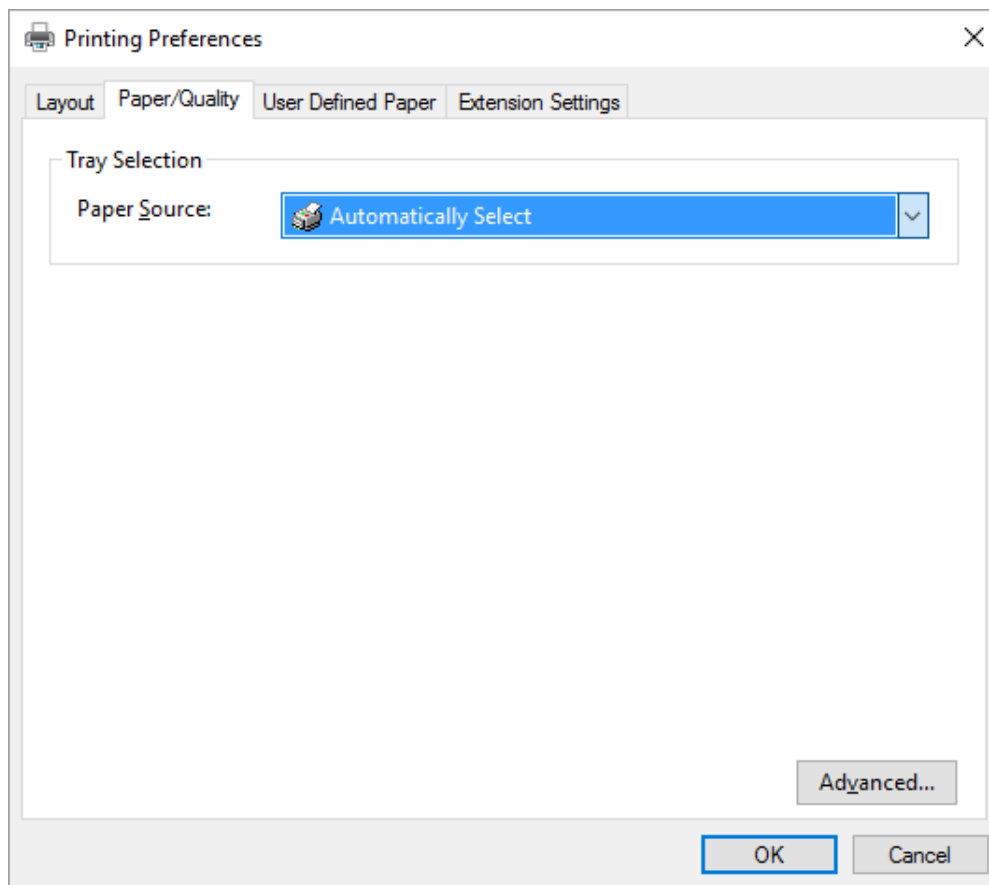 Printing Preferences
Layout Paper/Quality User Defined Paper Extension Settings
Tray Selection
Paper Source: Automatically Select
Advanced...
OK Cancel